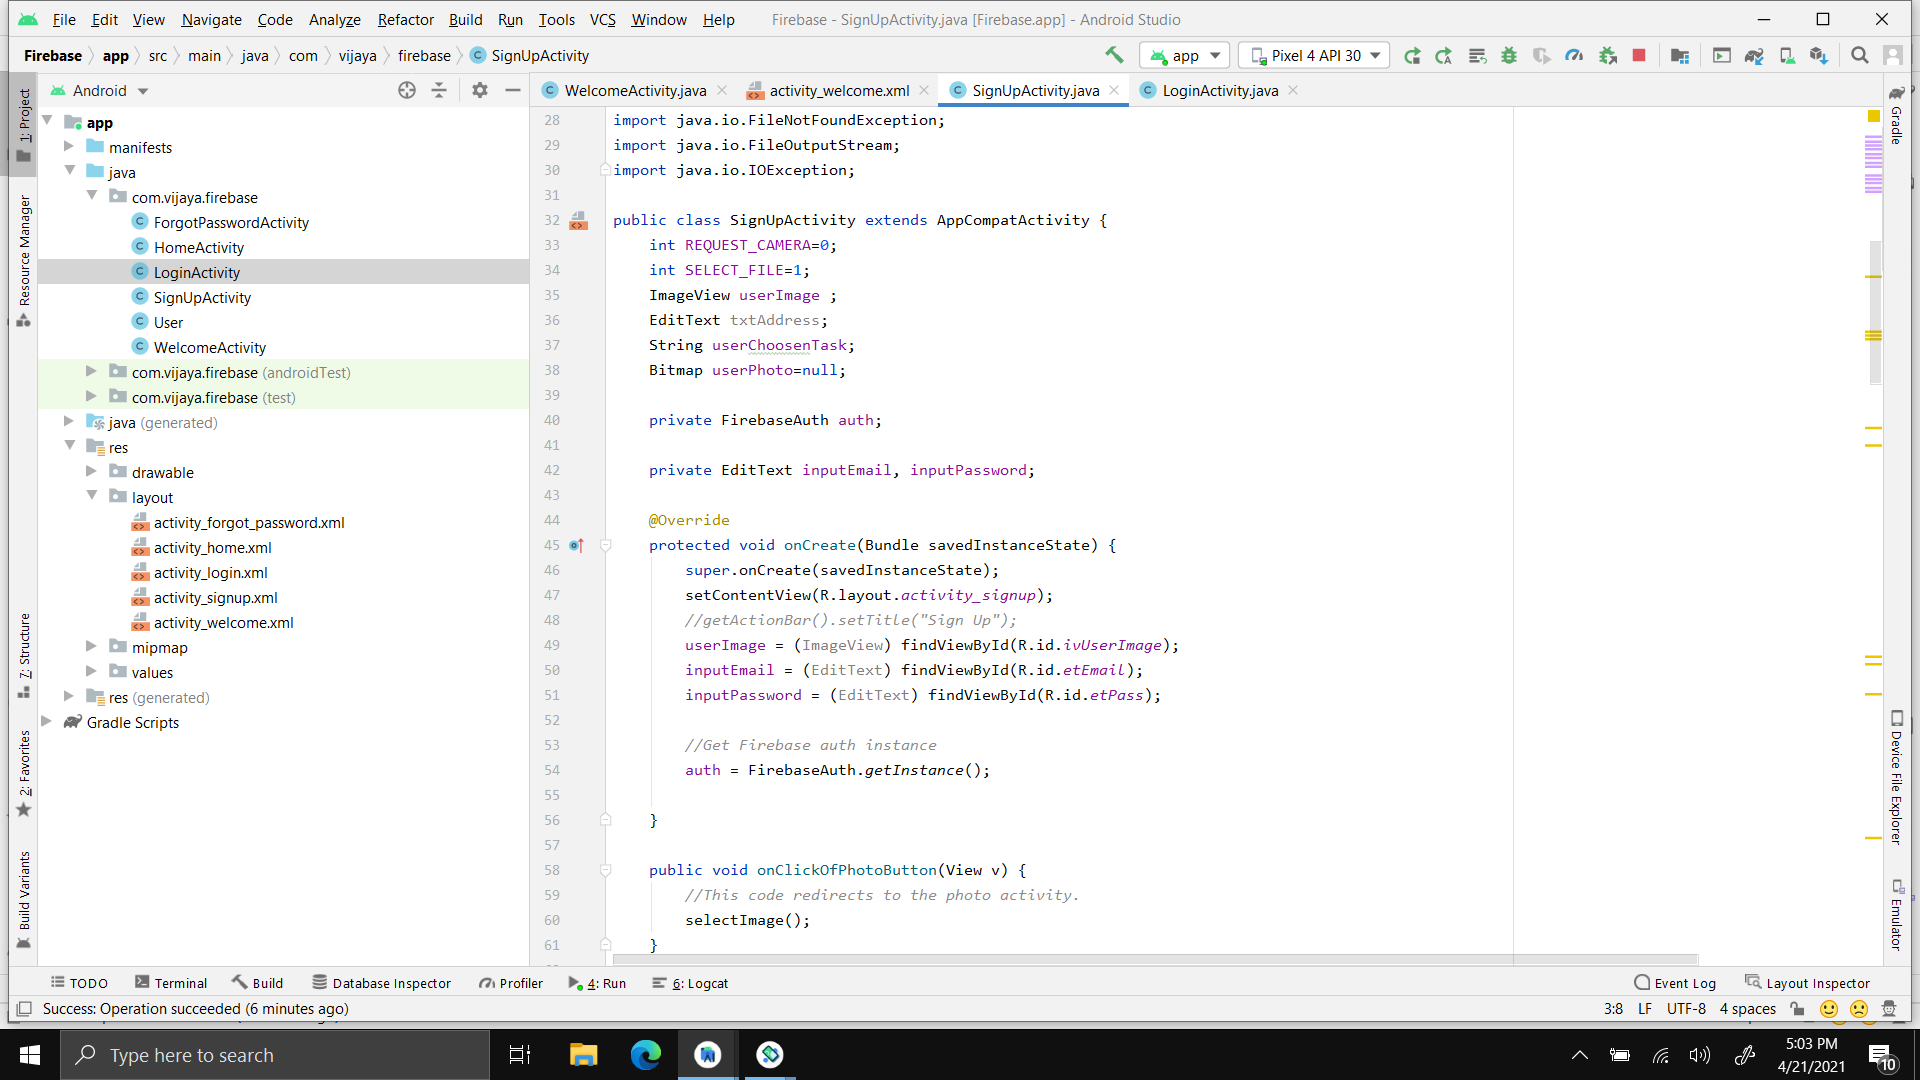 File Edit View Navigate Code Analyze Refactor Build Run Tools VCS Window Help Firebase - SignUpActivity.java [Firebase.app] - Android Studio
Firebase app src main java com vijaya firebase SignUpActivity app Pixel 4 API 30
Android
WelcomeActivity.java activity_welcome.xml SignUpActivity.java LoginActivity.java
1: Project
Resource Manager
7: Structure
2: Favorites
Build Variants
app
manifests
java
com.vijaya.firebase
ForgotPasswordActivity
HomeActivity
LoginActivity
SignUpActivity
User
WelcomeActivity
com.vijaya.firebase (androidTest)
com.vijaya.firebase (test)
java (generated)
res
drawable
layout
activity_forgot_password.xml
activity_home.xml
activity_login.xml
activity_signup.xml
activity_welcome.xml
mipmap
values
res (generated)
Gradle Scripts
28 import java.io.FileNotFoundException;
29 import java.io.FileOutputStream;
30 import java.io.IOException;
31
32 public class SignUpActivity extends AppCompatActivity {
33 int REQUEST_CAMERA=0;
34 int SELECT_FILE=1;
35 ImageView userImage ;
36 EditText txtAddress;
37 String userChoosenTask;
38 Bitmap userPhoto=null;
39
40 private FirebaseAuth auth;
41
42 private EditText inputEmail, inputPassword;
43
44 @Override
45 protected void onCreate(Bundle savedInstanceState) {
46 super.onCreate(savedInstanceState);
47 setContentView(R.layout.activity_signup);
48 //getActionBar().setTitle("Sign Up");
49 userImage = (ImageView) findViewById(R.id.ivUserImage);
50 inputEmail = (EditText) findViewById(R.id.etEmail);
51 inputPassword = (EditText) findViewById(R.id.etPass);
52
53 //Get Firebase auth instance
54 auth = FirebaseAuth.getInstance();
55
56 }
57
58 public void onClickOfPhotoButton(View v) {
59 //This code redirects to the photo activity.
60 selectImage();
61 }
Gradle
Device File Explorer
Emulator
TODO Terminal Build Database Inspector Profiler 4: Run 6: Logcat Event Log Layout Inspector
Success: Operation succeeded (6 minutes ago) 3:8 LF UTF-8 4 spaces
Type here to search
5:03 PM
4/21/2021
10